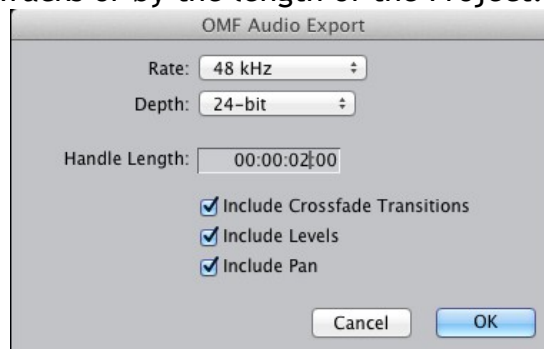 racks or by the length of the Project.
OMF Audio Export
Rate: 48 kHz
Depth: 24-bit
Handle Length: 00:00:02:00
Include Crossfade Transitions
Include Levels
Include Pan
Cancel OK